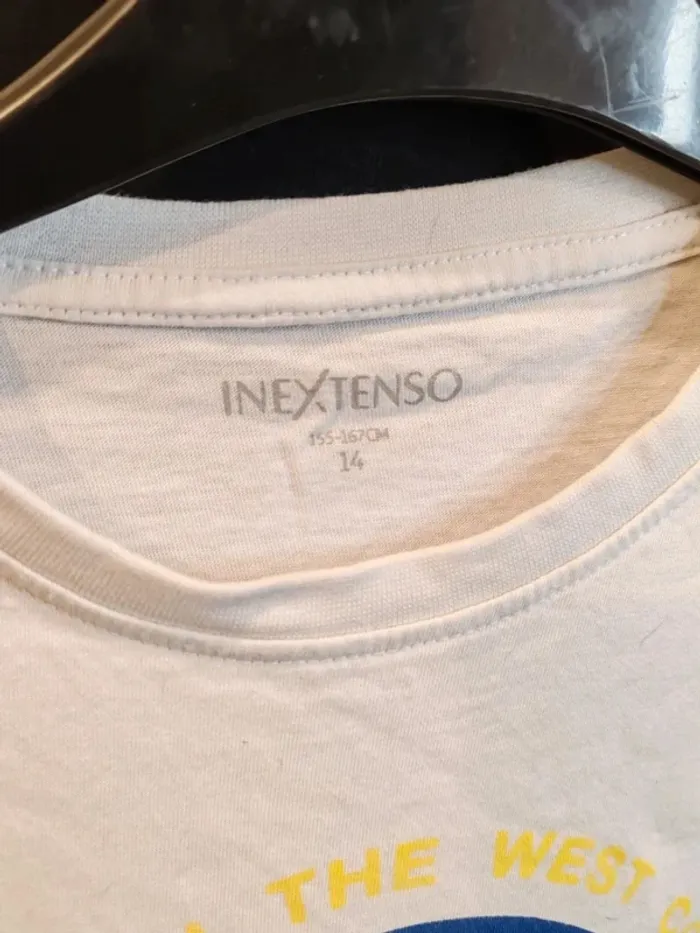 INEXTENSO
155-167CM
14
THE WEST